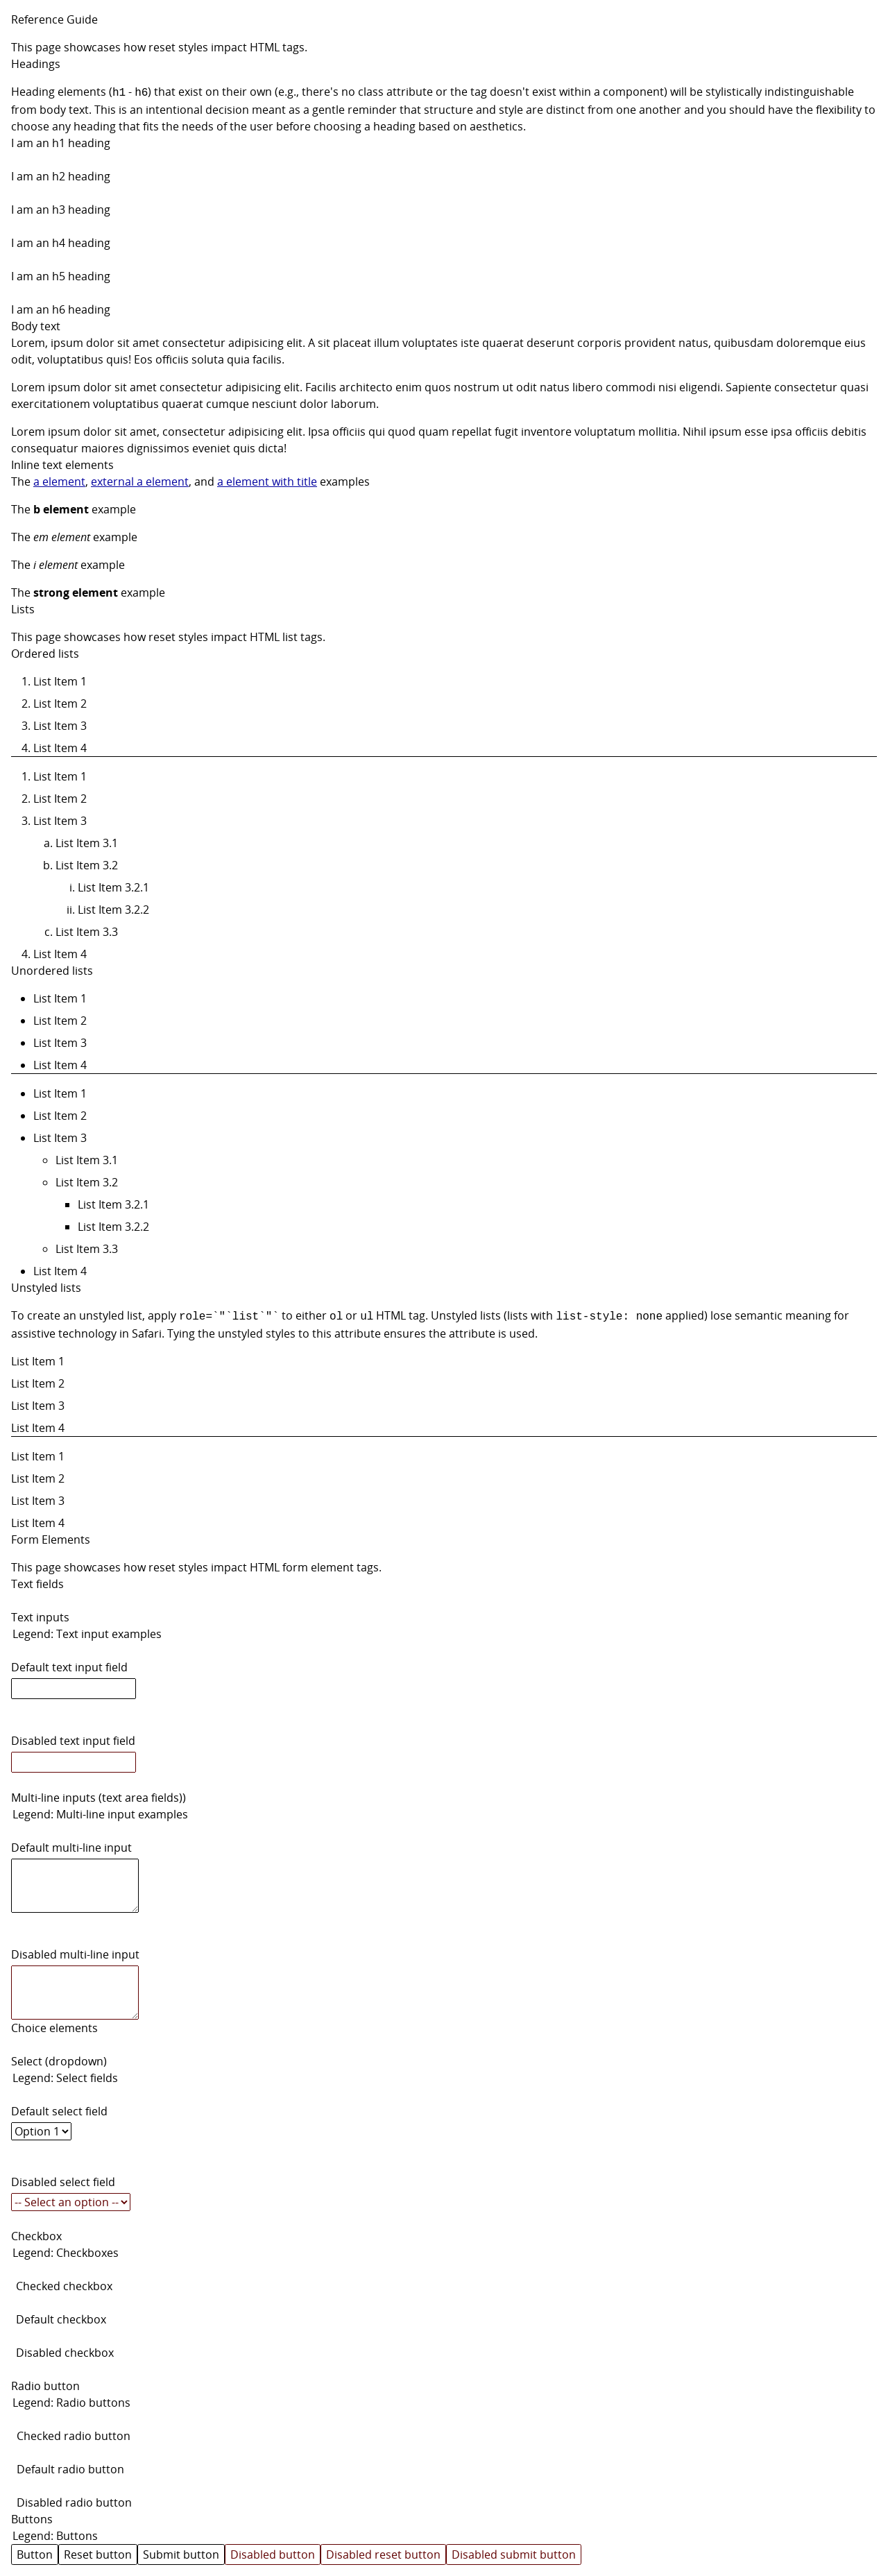 Reference Guide
This page showcases how reset styles impact HTML tags.
Headings
Heading elements (h1 - h6) that exist on their own (e.g., there's no class attribute or the tag doesn't exist within a component) will be stylistically indistinguishable
from body text. This is an intentional decision meant as a gentle reminder that structure and style are distinct from one another and you should have the flexibility to
choose any heading that fits the needs of the user before choosing a heading based on aesthetics.
I am an h1 heading
I am an h2 heading
I am an h3 heading
I am an h4 heading
I am an h5 heading
I am an h6 heading
Body text
Lorem, ipsum dolor sit amet consectetur adipisicing elit. A sit placeat illum voluptates iste quaerat deserunt corporis provident natus, quibusdam doloremque eius
odit, voluptatibus quis! Eos officiis soluta quia facilis.
Lorem ipsum dolor sit amet consectetur adipisicing elit. Facilis architecto enim quos nostrum ut odit natus libero commodi nisi eligendi. Sapiente consectetur quasi
exercitationem voluptatibus quaerat cumque nesciunt dolor laborum.
Lorem ipsum dolor sit amet, consectetur adipisicing elit. Ipsa officiis qui quod quam repellat fugit inventore voluptatum mollitia. Nihil ipsum esse ipsa officiis debitis
consequatur maiores dignissimos eveniet quis dicta!
Inline text elements
The a element, external a element, and a element with title examples
The b element example
The em element example
The i element example
The strong element example
Lists
This page showcases how reset styles impact HTML list tags.
Ordered lists
1. List Item 1
2. List Item 2
3. List Item 3
4. List Item 4
1. List Item 1
2. List Item 2
3. List Item 3
a. List Item 3.1
b. List Item 3.2
i. List Item 3.2.1
ii. List Item 3.2.2
c. List Item 3.3
4. List Item 4
Unordered lists
• List Item 1
• List Item 2
• List Item 3
• List Item 4
• List Item 1
• List Item 2
• List Item 3
◦ List Item 3.1
◦ List Item 3.2
▪ List Item 3.2.1
▪ List Item 3.2.2
◦ List Item 3.3
• List Item 4
Unstyled lists
To create an unstyled list, apply role=`"`list`"` to either ol or ul HTML tag. Unstyled lists (lists with list-style: none applied) lose semantic meaning for
assistive technology in Safari. Tying the unstyled styles to this attribute ensures the attribute is used.
List Item 1
List Item 2
List Item 3
List Item 4
List Item 1
List Item 2
List Item 3
List Item 4
Form Elements
This page showcases how reset styles impact HTML form element tags.
Text fields
Text inputs
Legend: Text input examples
Default text input field
Disabled text input field
Multi-line inputs (text area fields))
Legend: Multi-line input examples
Default multi-line input
Disabled multi-line input
Choice elements
Select (dropdown)
Legend: Select fields
Default select field
Option 1
Disabled select field
-- Select an option --
Checkbox
Legend: Checkboxes
Checked checkbox
Default checkbox
Disabled checkbox
Radio button
Legend: Radio buttons
Checked radio button
Default radio button
Disabled radio button
Buttons
Legend: Buttons
Button Reset button Submit button Disabled button Disabled reset button Disabled submit button